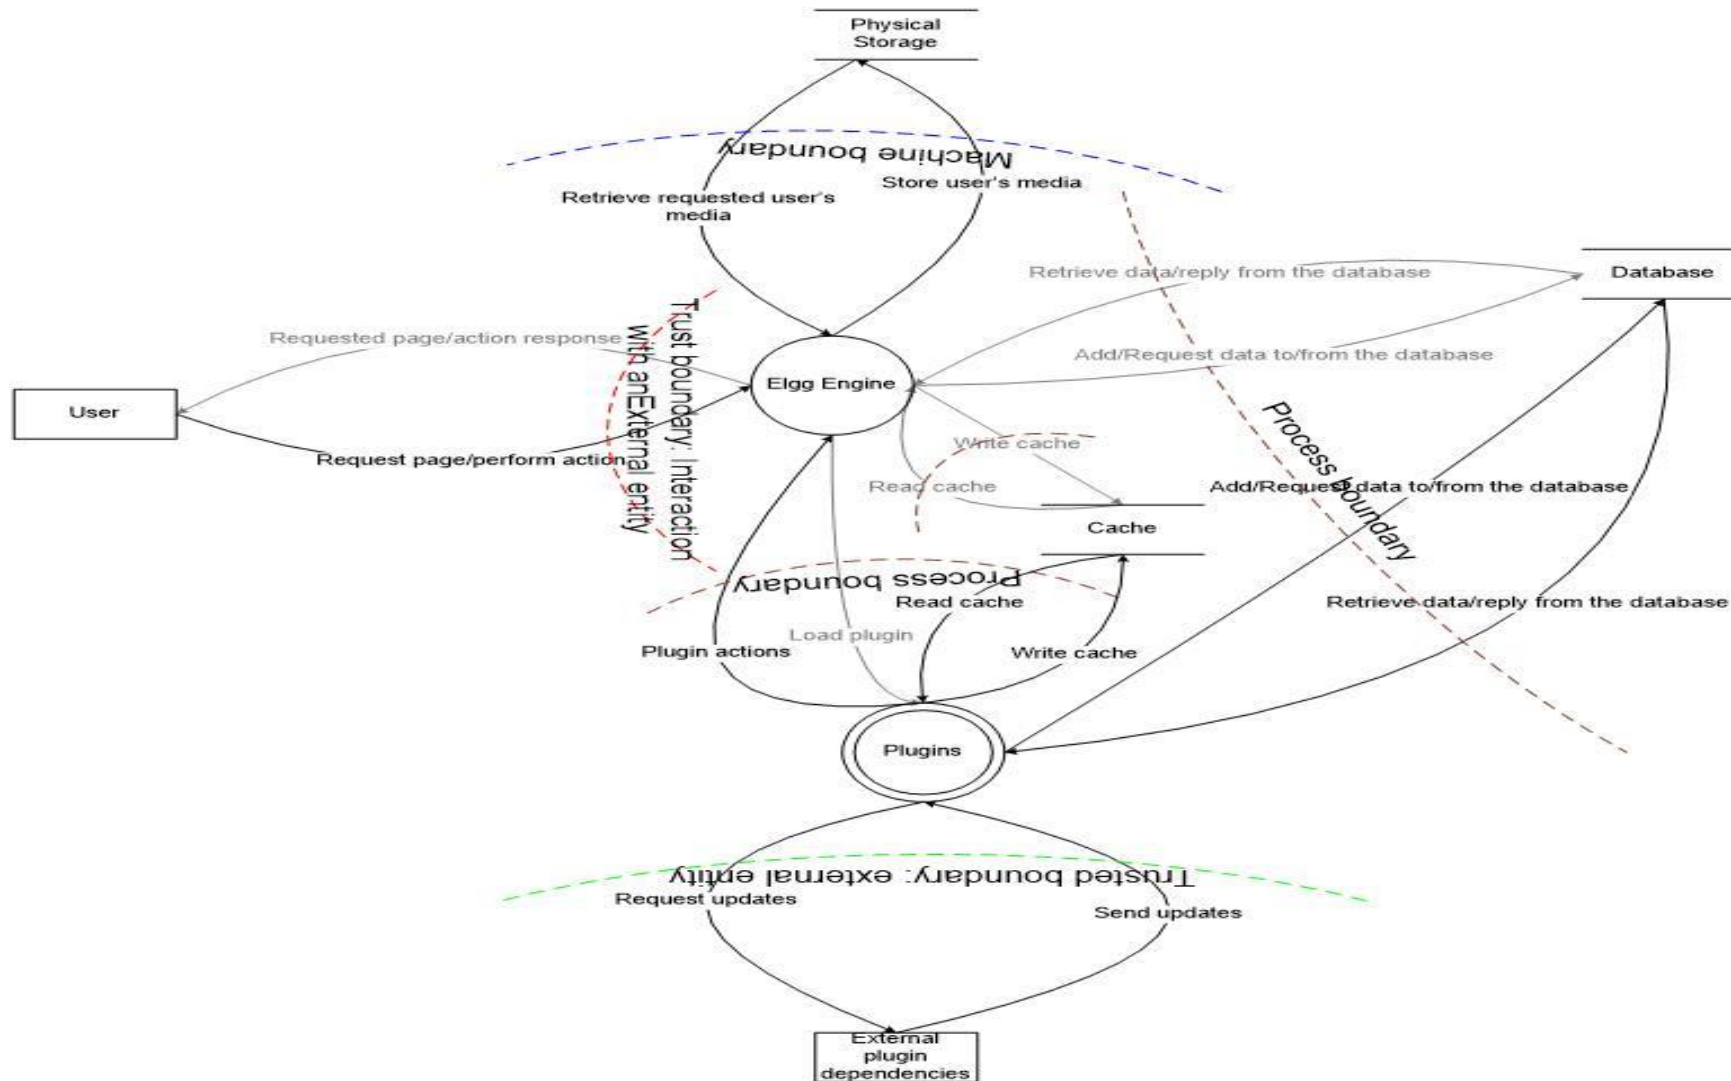 Physical
Storage
Machine boundary
Store user's media
Retrieve requested user's
media
Retrieve data/reply from the database
Database
Trust boundary: Interaction
with anExternal entity
Requested page/action response
Add/Request data to/from the database
Elgg Engine
User
Process boundary
Write cache
Request page/perform action
Read cache
Add/Request data to/from the database
Cache
Process boundary
Read cache
Retrieve data/reply from the database
Load plugin
Plugin actions
Write cache
Plugins
Trusted boundary: external entity
Request updates
Send updates
External
plugin
dependencies